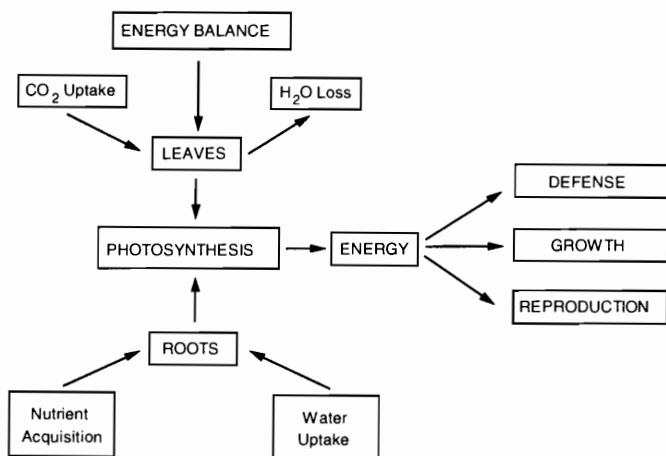 ENERGY BALANCE
CO2 Uptake
H2O Loss
LEAVES
DEFENSE
PHOTOSYNTHESIS
ENERGY
GROWTH
REPRODUCTION
ROOTS
Nutrient
Acquisition
Water
Uptake